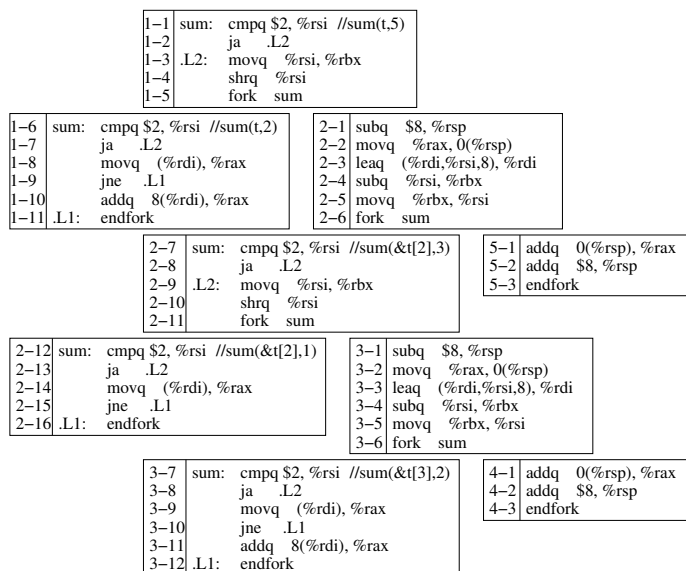 1−1 sum: cmpq $2, %rsi //sum(t,5)
1−2 ja .L2
1−3 .L2: movq %rsi, %rbx
1−4 shrq %rsi
1−5 fork sum
1−6 sum: cmpq $2, %rsi //sum(t,2)
1−7 ja .L2
1−8 movq (%rdi), %rax
1−9 jne .L1
1−10 addq 8(%rdi), %rax
1−11 .L1: endfork
2−1 subq $8, %rsp
2−2 movq %rax, 0(%rsp)
2−3 leaq (%rdi,%rsi,8), %rdi
2−4 subq %rsi, %rbx
2−5 movq %rbx, %rsi
2−6 fork sum
2−7 sum: cmpq $2, %rsi //sum(&t[2],3)
2−8 ja .L2
2−9 .L2: movq %rsi, %rbx
2−10 shrq %rsi
2−11 fork sum
5−1 addq 0(%rsp), %rax
5−2 addq $8, %rsp
5−3 endfork
2−12 sum: cmpq $2, %rsi //sum(&t[2],1)
2−13 ja .L2
2−14 movq (%rdi), %rax
2−15 jne .L1
2−16 .L1: endfork
3−1 subq $8, %rsp
3−2 movq %rax, 0(%rsp)
3−3 leaq (%rdi,%rsi,8), %rdi
3−4 subq %rsi, %rbx
3−5 movq %rbx, %rsi
3−6 fork sum
3−7 sum: cmpq $2, %rsi //sum(&t[3],2)
3−8 ja .L2
3−9 movq (%rdi), %rax
3−10 jne .L1
3−11 addq 8(%rdi), %rax
3−12 .L1: endfork
4−1 addq 0(%rsp), %rax
4−2 addq $8, %rsp
4−3 endfork